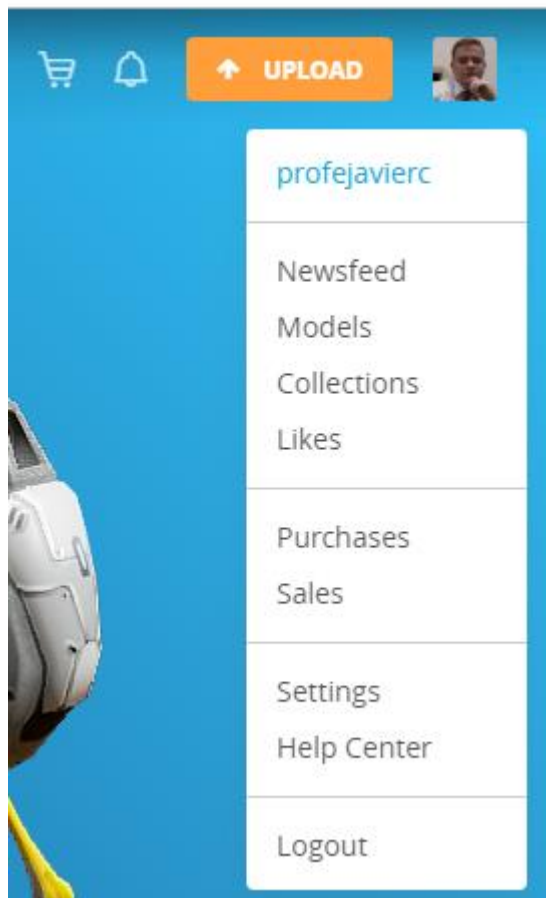 UPLOAD
profejavierc
Newsfeed
Models
Collections
Likes
Purchases
Sales
Settings
Help Center
Logout